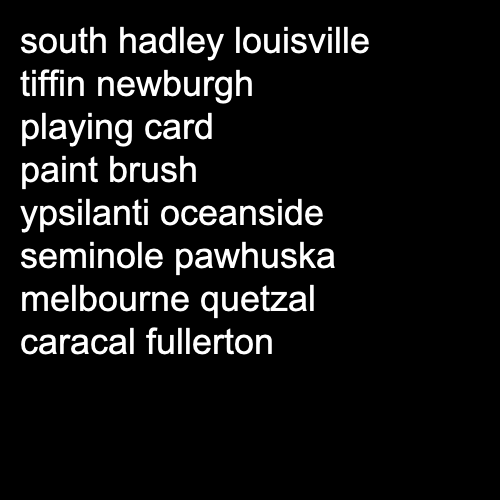 south hadley louisville
tiffin newburgh
playing card
paint brush
ypsilanti oceanside
seminole pawhuska
melbourne quetzal
caracal fullerton